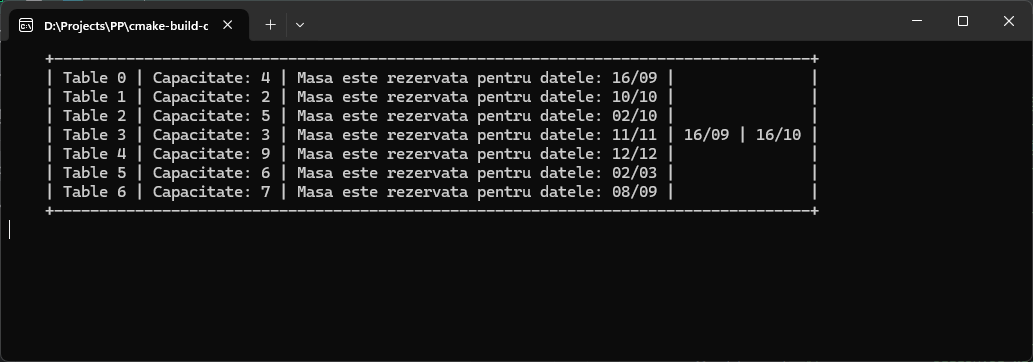 D:\Projects\PP\cmake-build-c
+------------------------------------------------------------------------------------+
| Table 0 | Capacitate: 4 | Masa este rezervata pentru datele: 16/09 |               |
| Table 1 | Capacitate: 2 | Masa este rezervata pentru datele: 10/10 |               |
| Table 2 | Capacitate: 5 | Masa este rezervata pentru datele: 02/10 |               |
| Table 3 | Capacitate: 3 | Masa este rezervata pentru datele: 11/11 | 16/09 | 16/10 |
| Table 4 | Capacitate: 9 | Masa este rezervata pentru datele: 12/12 |               |
| Table 5 | Capacitate: 6 | Masa este rezervata pentru datele: 02/03 |               |
| Table 6 | Capacitate: 7 | Masa este rezervata pentru datele: 08/09 |               |
+------------------------------------------------------------------------------------+